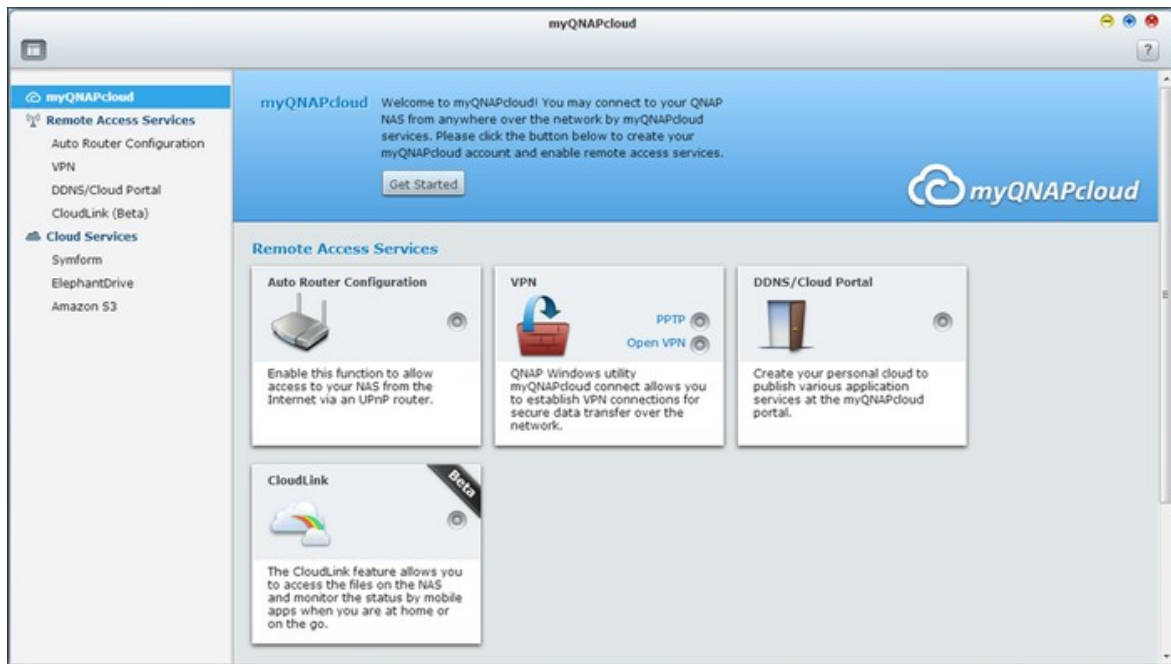 myQNAPcloud
?
myQNAPcloud
Remote Access Services
Auto Router Configuration
VPN
DDNS/Cloud Portal
CloudLink (Beta)
Cloud Services
Symform
ElephantDrive
Amazon S3
myQNAPcloud
Welcome to myQNAPcloud! You may connect to your QNAP
NAS from anywhere over the network by myQNAPcloud
services. Please click the button below to create your
myQNAPcloud account and enable remote access services.
Get Started
myQNAPcloud
Remote Access Services
Auto Router Configuration
Enable this function to allow
access to your NAS from the
Internet via an UPnP router.
VPN
PPTP
Open VPN
QNAP Windows utility
myQNAPcloud connect allows you
to establish VPN connections for
secure data transfer over the
network.
DDNS/Cloud Portal
Create your personal cloud to
publish various application
services at the myQNAPcloud
portal.
CloudLink
Beta
The CloudLink feature allows you
to access the files on the NAS
and monitor the status by mobile
apps when you are at home or
on the go.